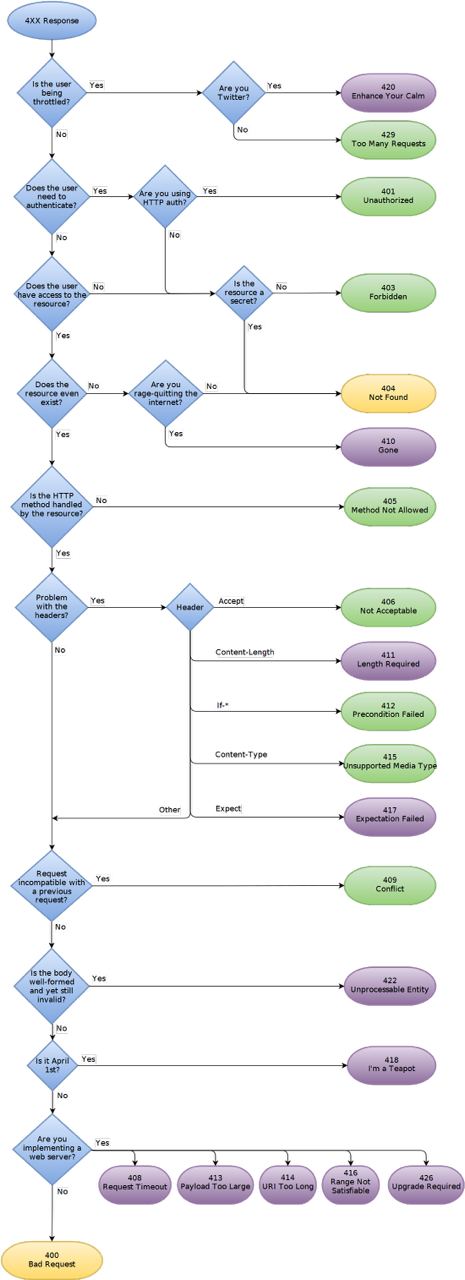 4XX Response
Is the user
being
throttled?
Yes
Are you
Twitter?
Yes
420
Enhance Your Calm
No
No
429
Too Many Requests
Does the user
need to
authenticate?
Yes
Are you using
HTTP auth?
Yes
401
Unauthorized
No
No
Does the user
have access to the
resource?
No
Is the
resource a
secret?
No
403
Forbidden
Yes
Yes
Does the
resource even
exist?
No
Are you
rage-quitting the
internet?
No
404
Not Found
Yes
Yes
410
Gone
Is the HTTP
method handled
by the resource?
No
405
Method Not Allowed
Yes
Problem
with the
headers?
Yes
Header
Accept
406
Not Acceptable
No
Content-Length
411
Length Required
If-*
412
Precondition Failed
Content-Type
415
Unsupported Media Type
Other
Expect
417
Expectation Failed
Request
incompatible with
a previous
request?
Yes
409
Conflict
No
Is the body
well-formed
and yet still
invalid?
Yes
422
Unprocessable Entity
No
Is it April
1st?
Yes
418
I'm a Teapot
No
Are you
implementing a
web server?
Yes
408
Request Timeout
413
Payload Too Large
414
URI Too Long
416
Range Not
Satisfiable
426
Upgrade Required
No
400
Bad Request